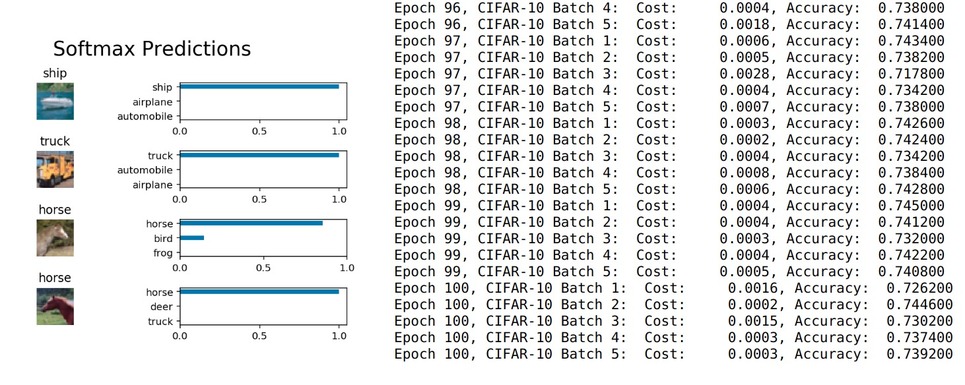 Softmax Predictions
ship
ship
airplane
automobile
0.0 0.5 1.0
truck
truck
automobile
airplane
0.0 0.5 1.0
horse
horse
bird
frog
0.0 0.5 1.0
horse
horse
deer
truck
0.0 0.5 1.0
Epoch 96, CIFAR-10 Batch 4: Cost: 0.0004, Accuracy: 0.738000
Epoch 96, CIFAR-10 Batch 5: Cost: 0.0018, Accuracy: 0.741400
Epoch 97, CIFAR-10 Batch 1: Cost: 0.0006, Accuracy: 0.743400
Epoch 97, CIFAR-10 Batch 2: Cost: 0.0005, Accuracy: 0.738200
Epoch 97, CIFAR-10 Batch 3: Cost: 0.0028, Accuracy: 0.717800
Epoch 97, CIFAR-10 Batch 4: Cost: 0.0004, Accuracy: 0.734200
Epoch 97, CIFAR-10 Batch 5: Cost: 0.0007, Accuracy: 0.738000
Epoch 98, CIFAR-10 Batch 1: Cost: 0.0003, Accuracy: 0.742600
Epoch 98, CIFAR-10 Batch 2: Cost: 0.0002, Accuracy: 0.742400
Epoch 98, CIFAR-10 Batch 3: Cost: 0.0004, Accuracy: 0.734200
Epoch 98, CIFAR-10 Batch 4: Cost: 0.0008, Accuracy: 0.738400
Epoch 98, CIFAR-10 Batch 5: Cost: 0.0006, Accuracy: 0.742800
Epoch 99, CIFAR-10 Batch 1: Cost: 0.0004, Accuracy: 0.745000
Epoch 99, CIFAR-10 Batch 2: Cost: 0.0004, Accuracy: 0.741200
Epoch 99, CIFAR-10 Batch 3: Cost: 0.0003, Accuracy: 0.732000
Epoch 99, CIFAR-10 Batch 4: Cost: 0.0004, Accuracy: 0.742200
Epoch 99, CIFAR-10 Batch 5: Cost: 0.0005, Accuracy: 0.740800
Epoch 100, CIFAR-10 Batch 1: Cost: 0.0016, Accuracy: 0.726200
Epoch 100, CIFAR-10 Batch 2: Cost: 0.0002, Accuracy: 0.744600
Epoch 100, CIFAR-10 Batch 3: Cost: 0.0015, Accuracy: 0.730200
Epoch 100, CIFAR-10 Batch 4: Cost: 0.0003, Accuracy: 0.737400
Epoch 100, CIFAR-10 Batch 5: Cost: 0.0003, Accuracy: 0.739200